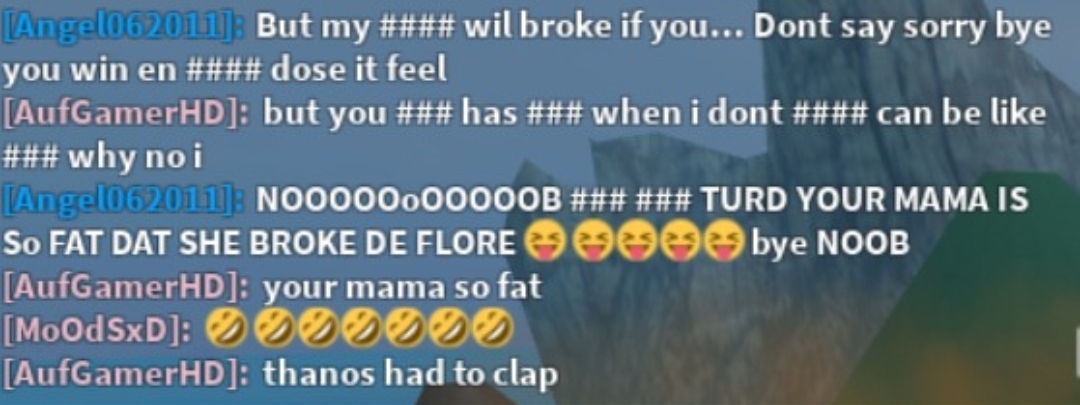 [Angel062011]: But my #### wil broke if you... Dont say sorry bye
you win en #### dose it feel
[AufGamerHD]: but you ### has ### when i dont #### can be like
### why no i
[Angel062011]: NOOOOOoOOOOOOB ### ### TURD YOUR MAMA IS
So FAT DAT SHE BROKE DE FLORE 😝😝😝😝😝 bye NOOB
[AufGamerHD]: your mama so fat
[MoOdSxD]: 🤣🤣🤣🤣🤣🤣🤣
[AufGamerHD]: thanos had to clap